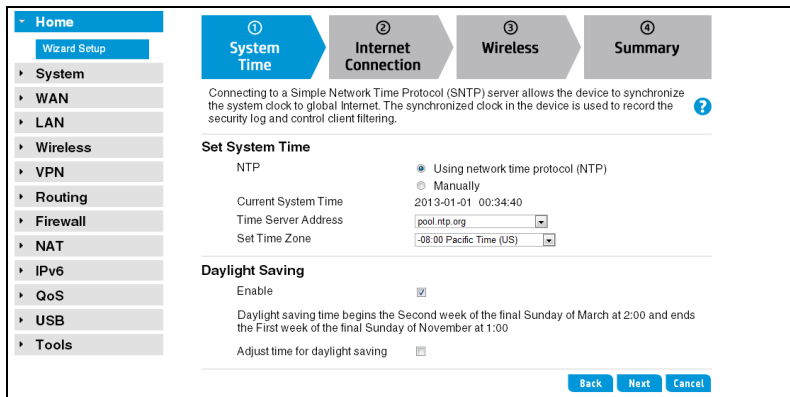 Home
Wizard Setup
System
WAN
LAN
Wireless
VPN
Routing
Firewall
NAT
IPv6
QoS
USB
Tools
① System Time
② Internet Connection
③ Wireless
④ Summary
Connecting to a Simple Network Time Protocol (SNTP) server allows the device to synchronize
the system clock to global Internet. The synchronized clock in the device is used to record the
security log and control client filtering.
?
Set System Time
NTP
Using network time protocol (NTP)
Manually
Current System Time 2013-01-01 00:34:40
Time Server Address pool.ntp.org
Set Time Zone -08:00 Pacific Time (US)
Daylight Saving
Enable
Daylight saving time begins the Second week of the final Sunday of March at 2:00 and ends
the First week of the final Sunday of November at 1:00
Adjust time for daylight saving
Back Next Cancel